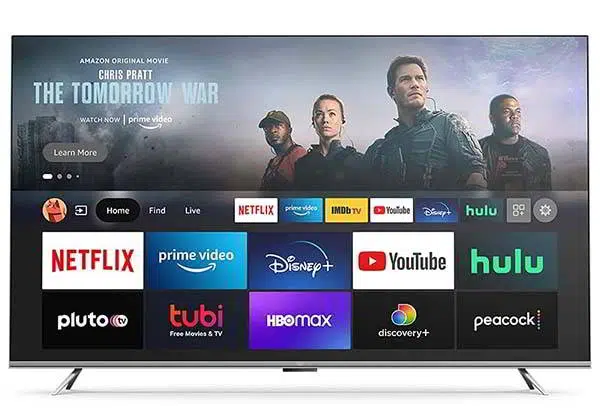 AMAZON ORIGINAL MOVIE
CHRIS PRATT
THE TOMORROW WAR
WATCH NOW | prime video
Learn More
Home Find Live NETFLIX prime video IMDb TV YouTube Disney+ hulu
NETFLIX prime video Disney+ YouTube hulu
pluto tv tubi HBOMAX discovery+ peacock
Free Movies & TV